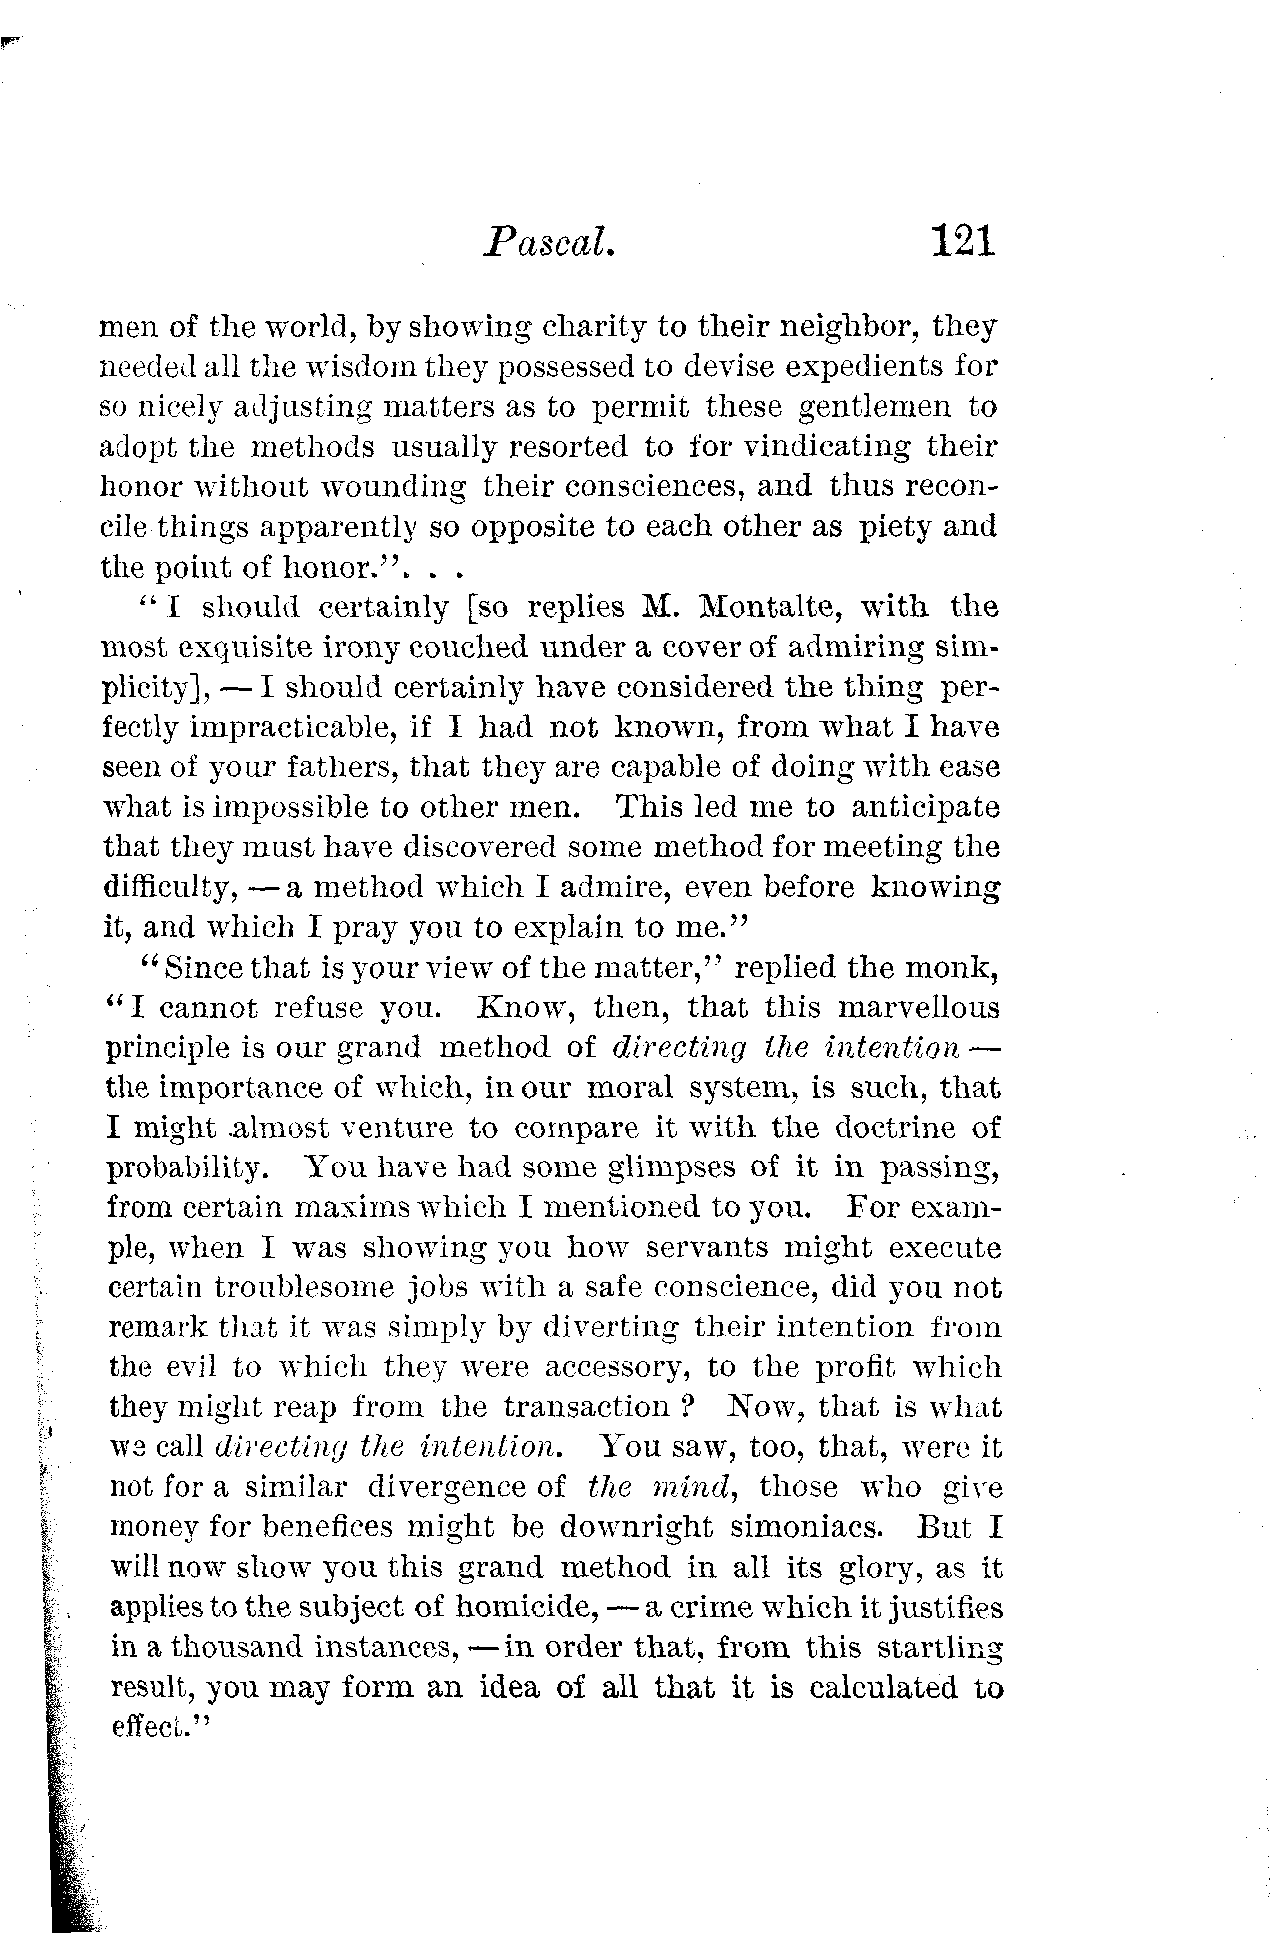 Pascal. 121
men of the world, by showing charity to their neighbor, they
needed all the wisdom they possessed to devise expedients for
so nicely adjusting matters as to permit these gentlemen to
adopt the methods usually resorted to for vindicating their
honor without wounding their consciences, and thus recon-
cile things apparently so opposite to each other as piety and
the point of honor.”. . .
“I should certainly [so replies M. Montalte, with the
most exquisite irony couched under a cover of admiring sim-
plicity], — I should certainly have considered the thing per-
fectly impracticable, if I had not known, from what I have
seen of your fathers, that they are capable of doing with ease
what is impossible to other men. This led me to anticipate
that they must have discovered some method for meeting the
difficulty, — a method which I admire, even before knowing
it, and which I pray you to explain to me.”
“Since that is your view of the matter,” replied the monk,
“I cannot refuse you. Know, then, that this marvellous
principle is our grand method of directing the intention —
the importance of which, in our moral system, is such, that
I might almost venture to compare it with the doctrine of
probability. You have had some glimpses of it in passing,
from certain maxims which I mentioned to you. For exam-
ple, when I was showing you how servants might execute
certain troublesome jobs with a safe conscience, did you not
remark that it was simply by diverting their intention from
the evil to which they were accessory, to the profit which
they might reap from the transaction? Now, that is what
we call directing the intention. You saw, too, that, were it
not for a similar divergence of the mind, those who give
money for benefices might be downright simoniacs. But I
will now show you this grand method in all its glory, as it
applies to the subject of homicide, — a crime which it justifies
in a thousand instances, — in order that, from this startling
result, you may form an idea of all that it is calculated to
effect.”